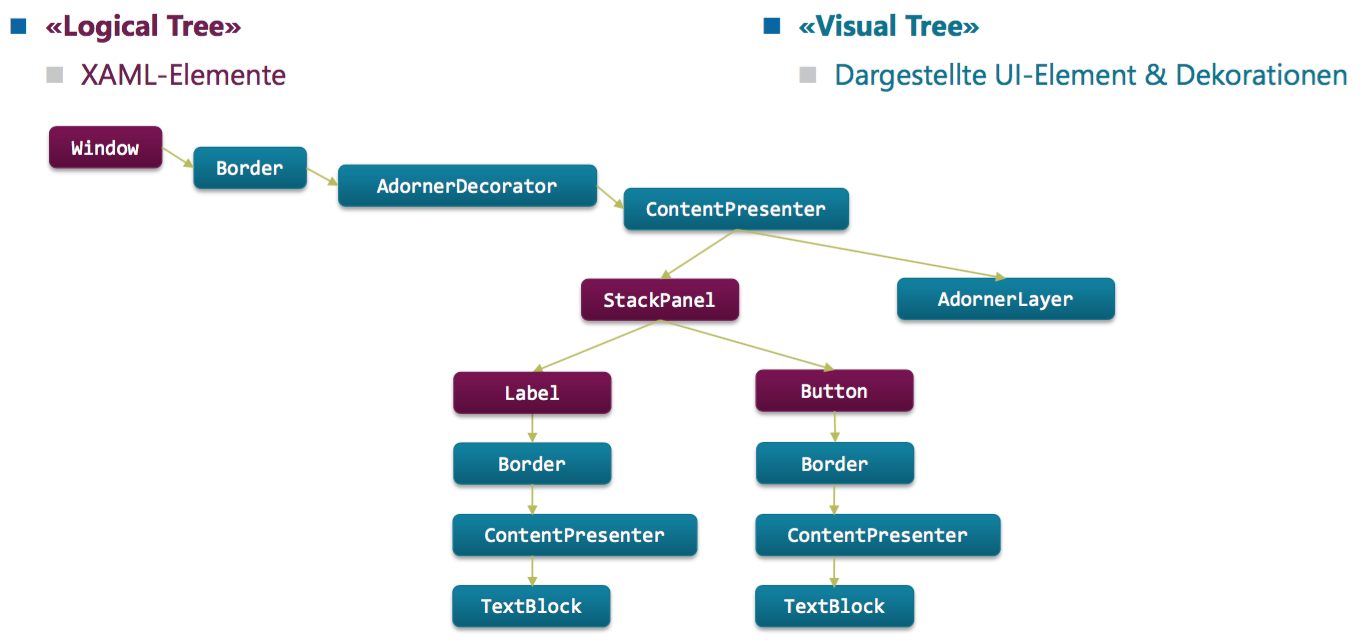 «Logical Tree»
XAML-Elemente
«Visual Tree»
Dargestellte UI-Element & Dekorationen
Window
Border
AdornerDecorator
ContentPresenter
StackPanel
AdornerLayer
Label
Button
Border
Border
ContentPresenter
ContentPresenter
TextBlock
TextBlock